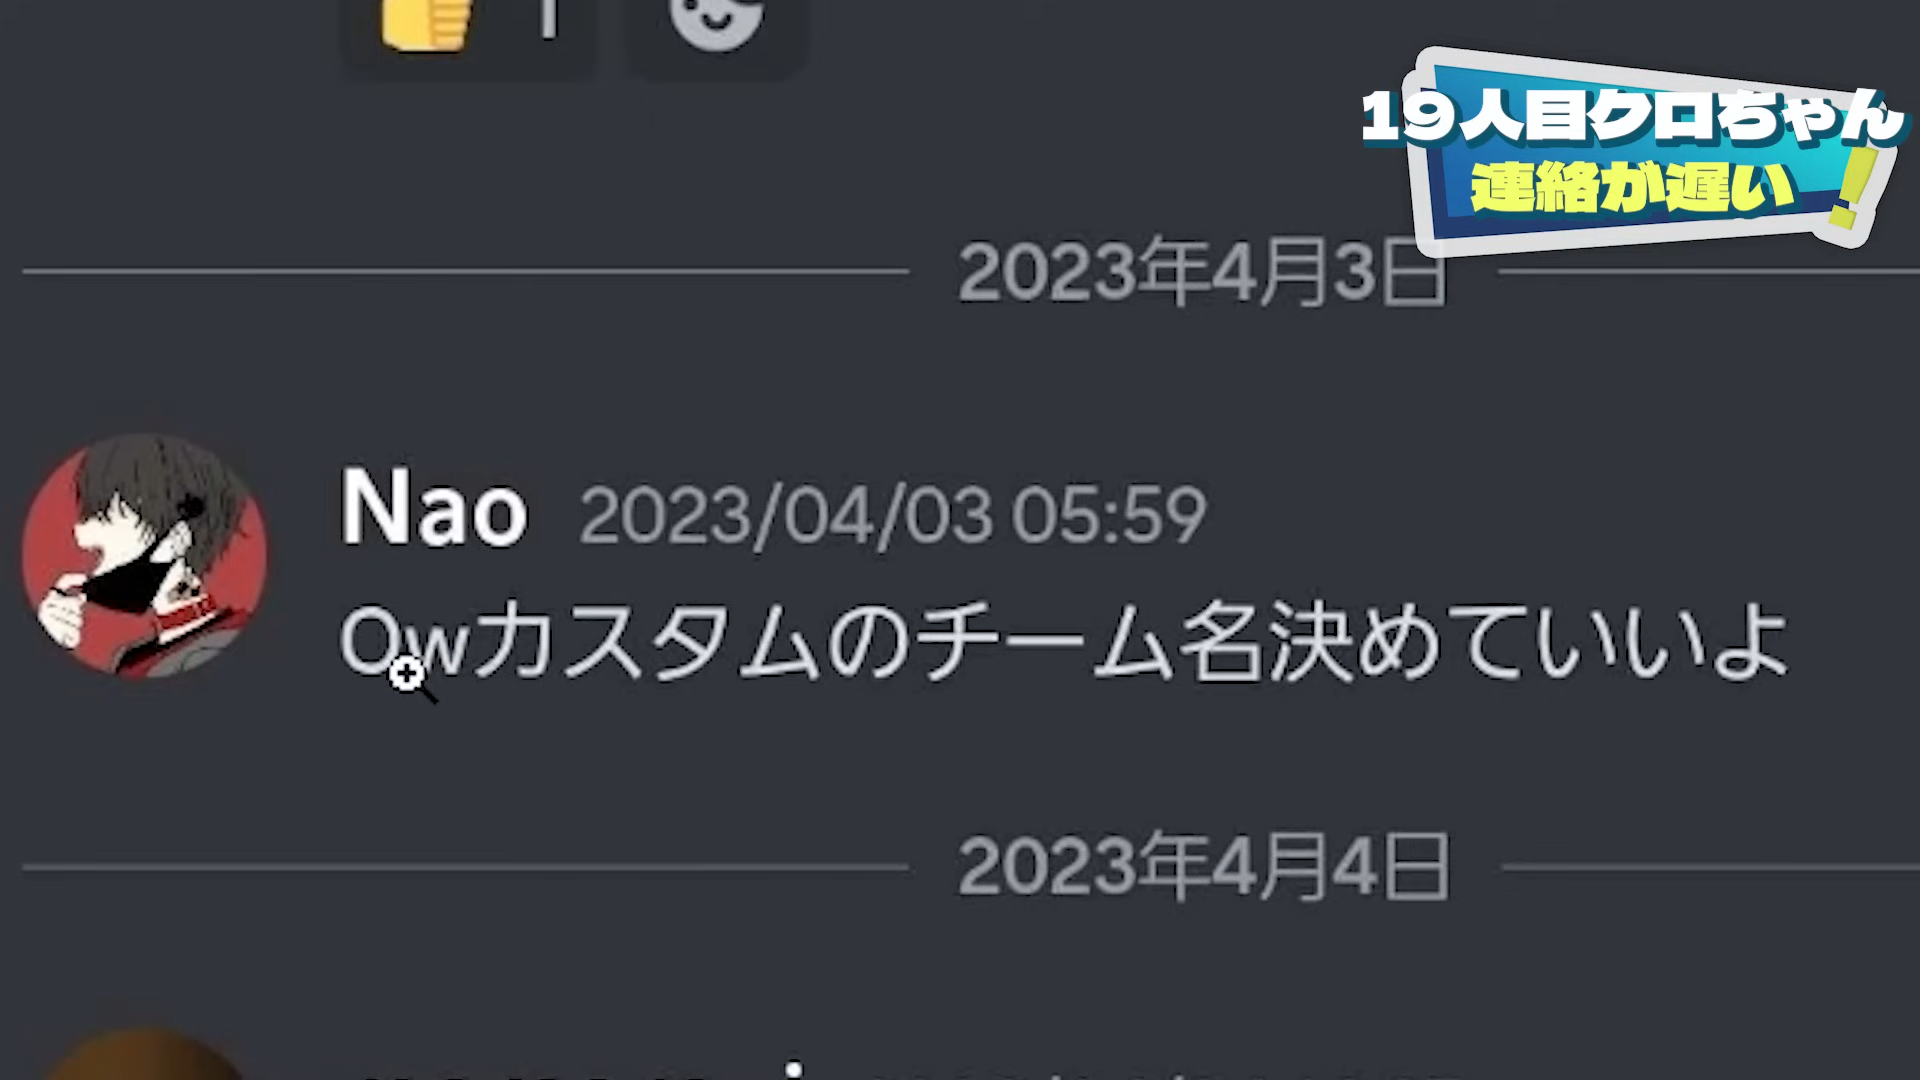 1
19人目クロちゃん
連絡が遅い!
2023年4月3日
Nao 2023/04/03 05:59
Owカスタムのチーム名決めていいよ
2023年4月4日